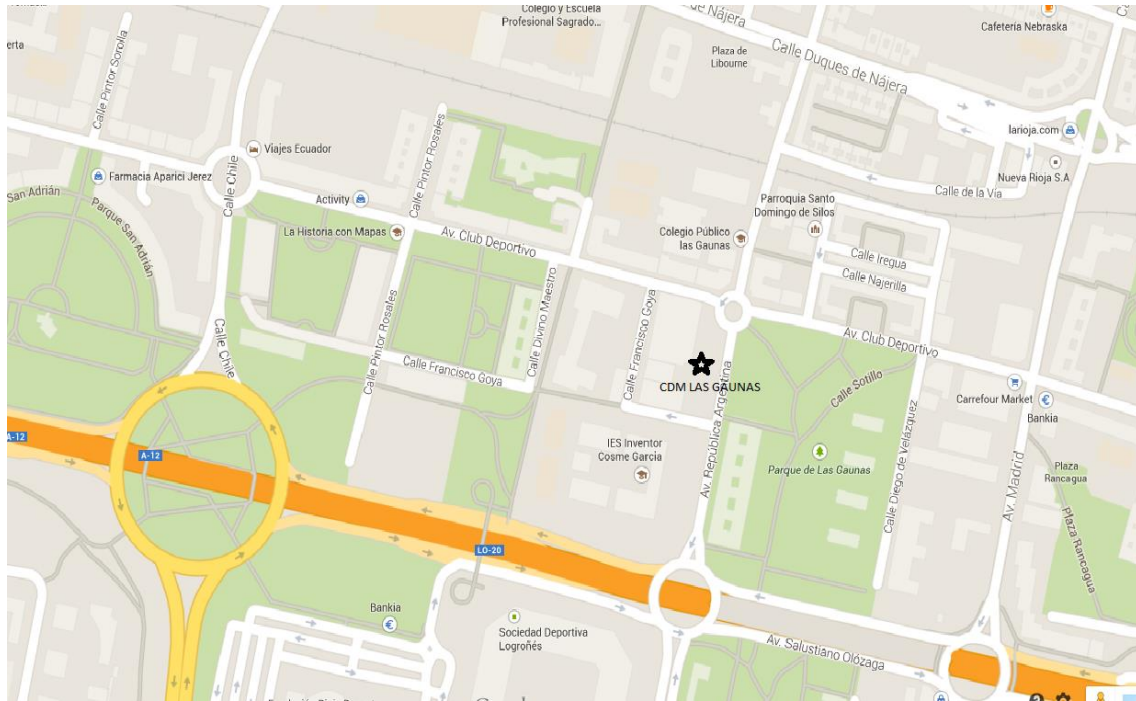 Colegio y Escuela
Profesional Sagrado...
de Nájera
Cafetería Nebraska
Plaza de
Libourne
Calle Duques de Nájera
Calle Pintor Sorolla
larioja.com
Nueva Rioja S.A
Viajes Ecuador
Farmacia Aparici Jerez
Calle Chile
Calle Pintor Rosales
Calle de la Vía
San Adrián
Parque San Adrián
Activity
La Historia con Mapas
Av. Club Deportivo
Parroquia Santo
Domingo de Silos
Colegio Público
las Gaunas
Calle Iregua
Calle Najerilla
Calle Divino Maestro
Calle Francisco Goya
Calle Pintor Rosales
Calle Chile
Calle Francisco Goya
CDM LAS GAUNAS
Av. República Argentina
Av. Club Deportivo
Calle Sotillo
Carrefour Market
Bankia
Calle Diego de Velázquez
Av. Madrid
A-12
A-12
IES Inventor
Cosme García
Parque de Las Gaunas
Plaza
Rancagua
Plaza Rancagua
LO-20
Bankia
Sociedad Deportiva
Logroñés
Av. Salustiano Olózaga